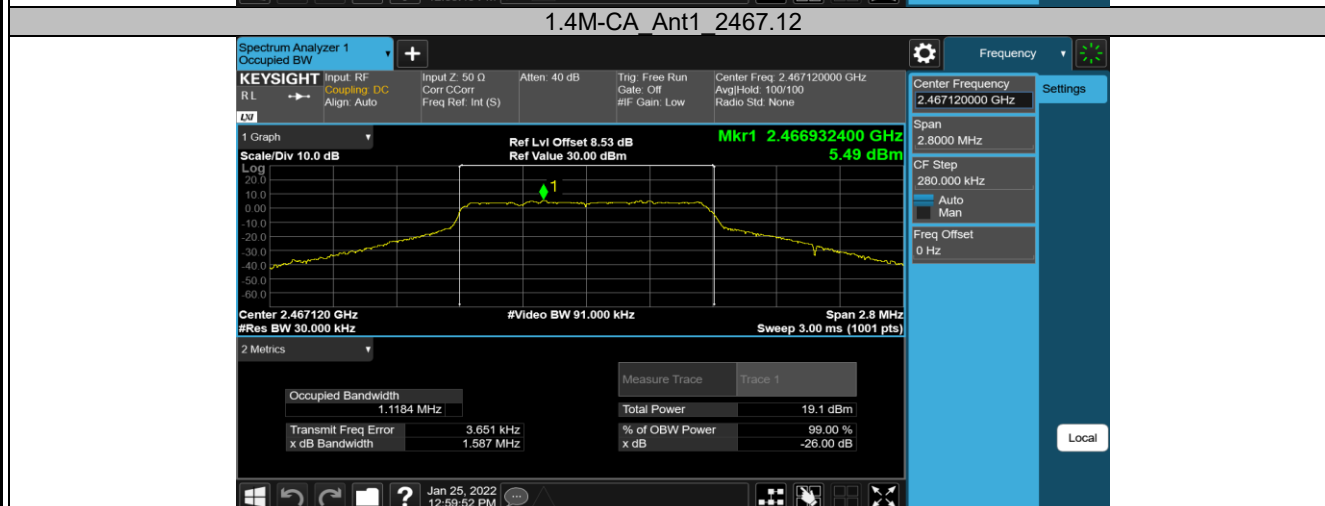 1.4M-CA_Ant1_2467.12
Spectrum Analyzer 1
Occupied BW
+
Frequency
KEYSIGHT
RL
LXI
Input: RF
Coupling: DC
Align: Auto
Input Z: 50 Ω
Corr CCorr
Freq Ref: Int (S)
Atten: 40 dB
Trig: Free Run
Gate: Off
#IF Gain: Low
Center Freq: 2.467120000 GHz
Avg|Hold: 100/100
Radio Std: None
Center Frequency
2.467120000 GHz
Settings
Span
2.8000 MHz
CF Step
280.000 kHz
Auto
Man
Freq Offset
0 Hz
Local
1 Graph
Scale/Div 10.0 dB
Ref Lvl Offset 8.53 dB
Ref Value 30.00 dBm
Mkr1 2.466932400 GHz
5.49 dBm
Log
20.0
10.0
0.00
-10.0
-20.0
-30.0
-40.0
-50.0
-60.0
1
Center 2.467120 GHz
#Res BW 30.000 kHz
#Video BW 91.000 kHz
Span 2.8 MHz
Sweep 3.00 ms (1001 pts)
2 Metrics
Measure Trace Trace 1
Occupied Bandwidth
1.1184 MHz
Total Power 19.1 dBm
Transmit Freq Error 3.651 kHz
% of OBW Power 99.00 %
x dB Bandwidth 1.587 MHz
x dB -26.00 dB
?
Jan 25, 2022
12:59:52 PM